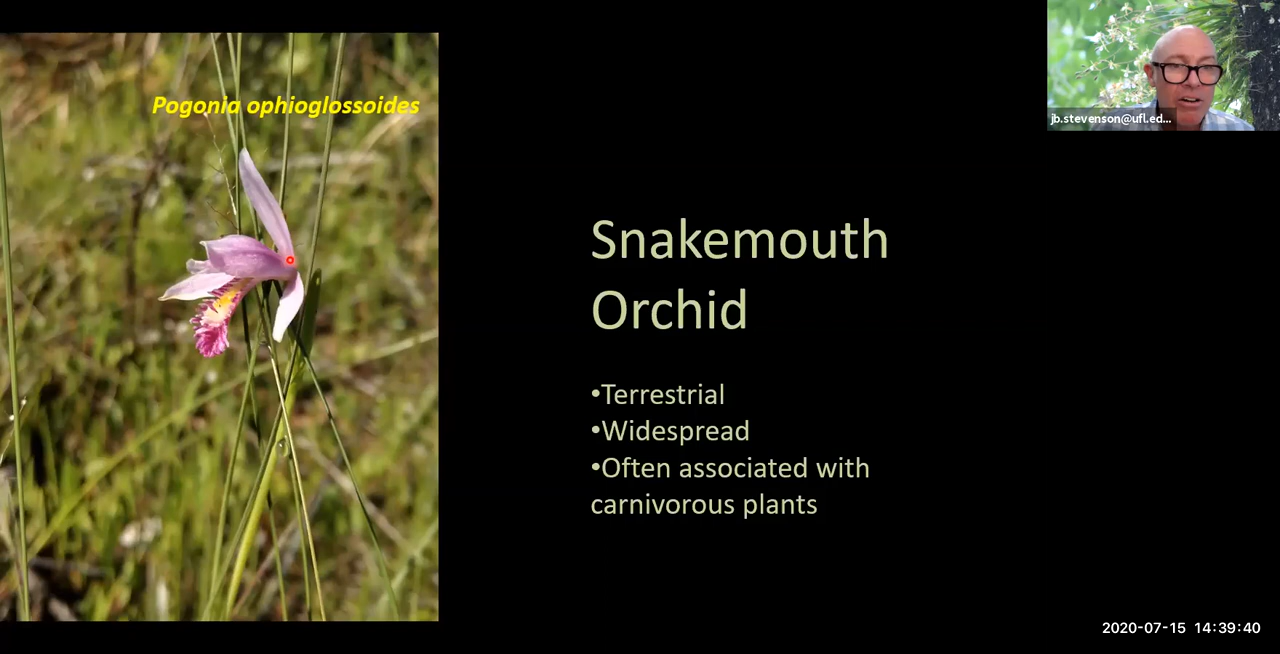 Pogonia ophioglossoides
jb.stevenson@ufl.ed...
Snakemouth
Orchid
•Terrestrial
•Widespread
•Often associated with
carnivorous plants
2020-07-15 14:39:40